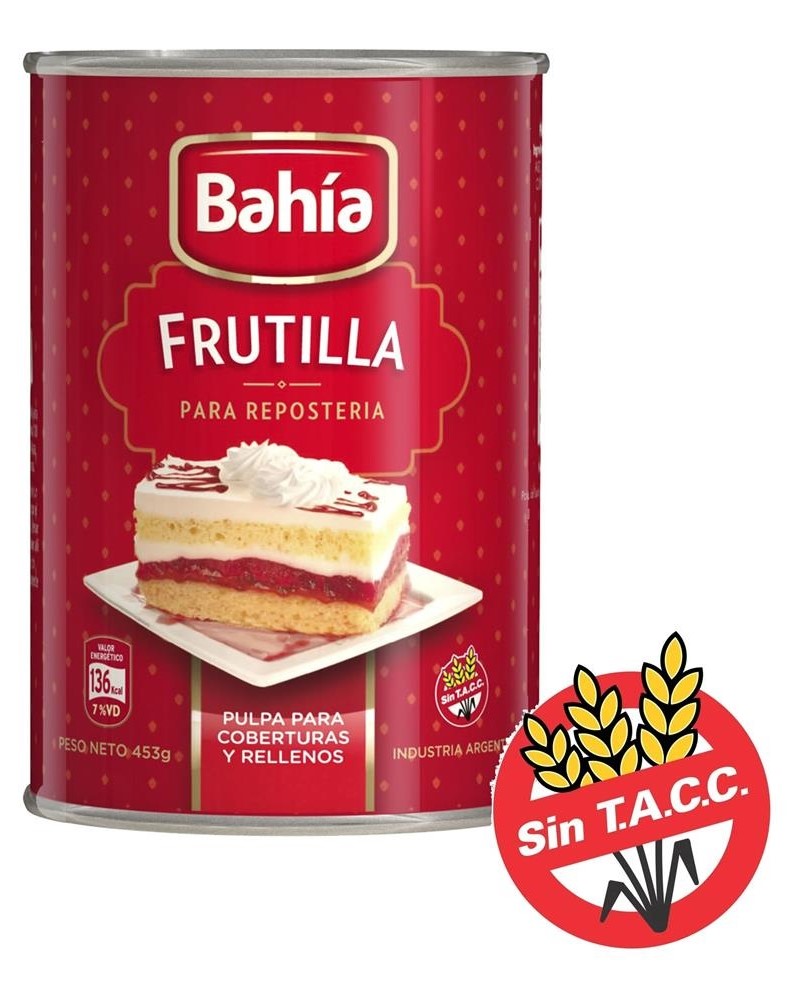 Bahía
FRUTILLA
PARA REPOSTERIA
VALOR
ENERGÉTICO
136 Kcal
7 %VD
Sin T.A.C.C.
PULPA PARA
COBERTURAS
Y RELLENOS
PESO NETO 453g
INDUSTRIA
Sin T.A.C.C.